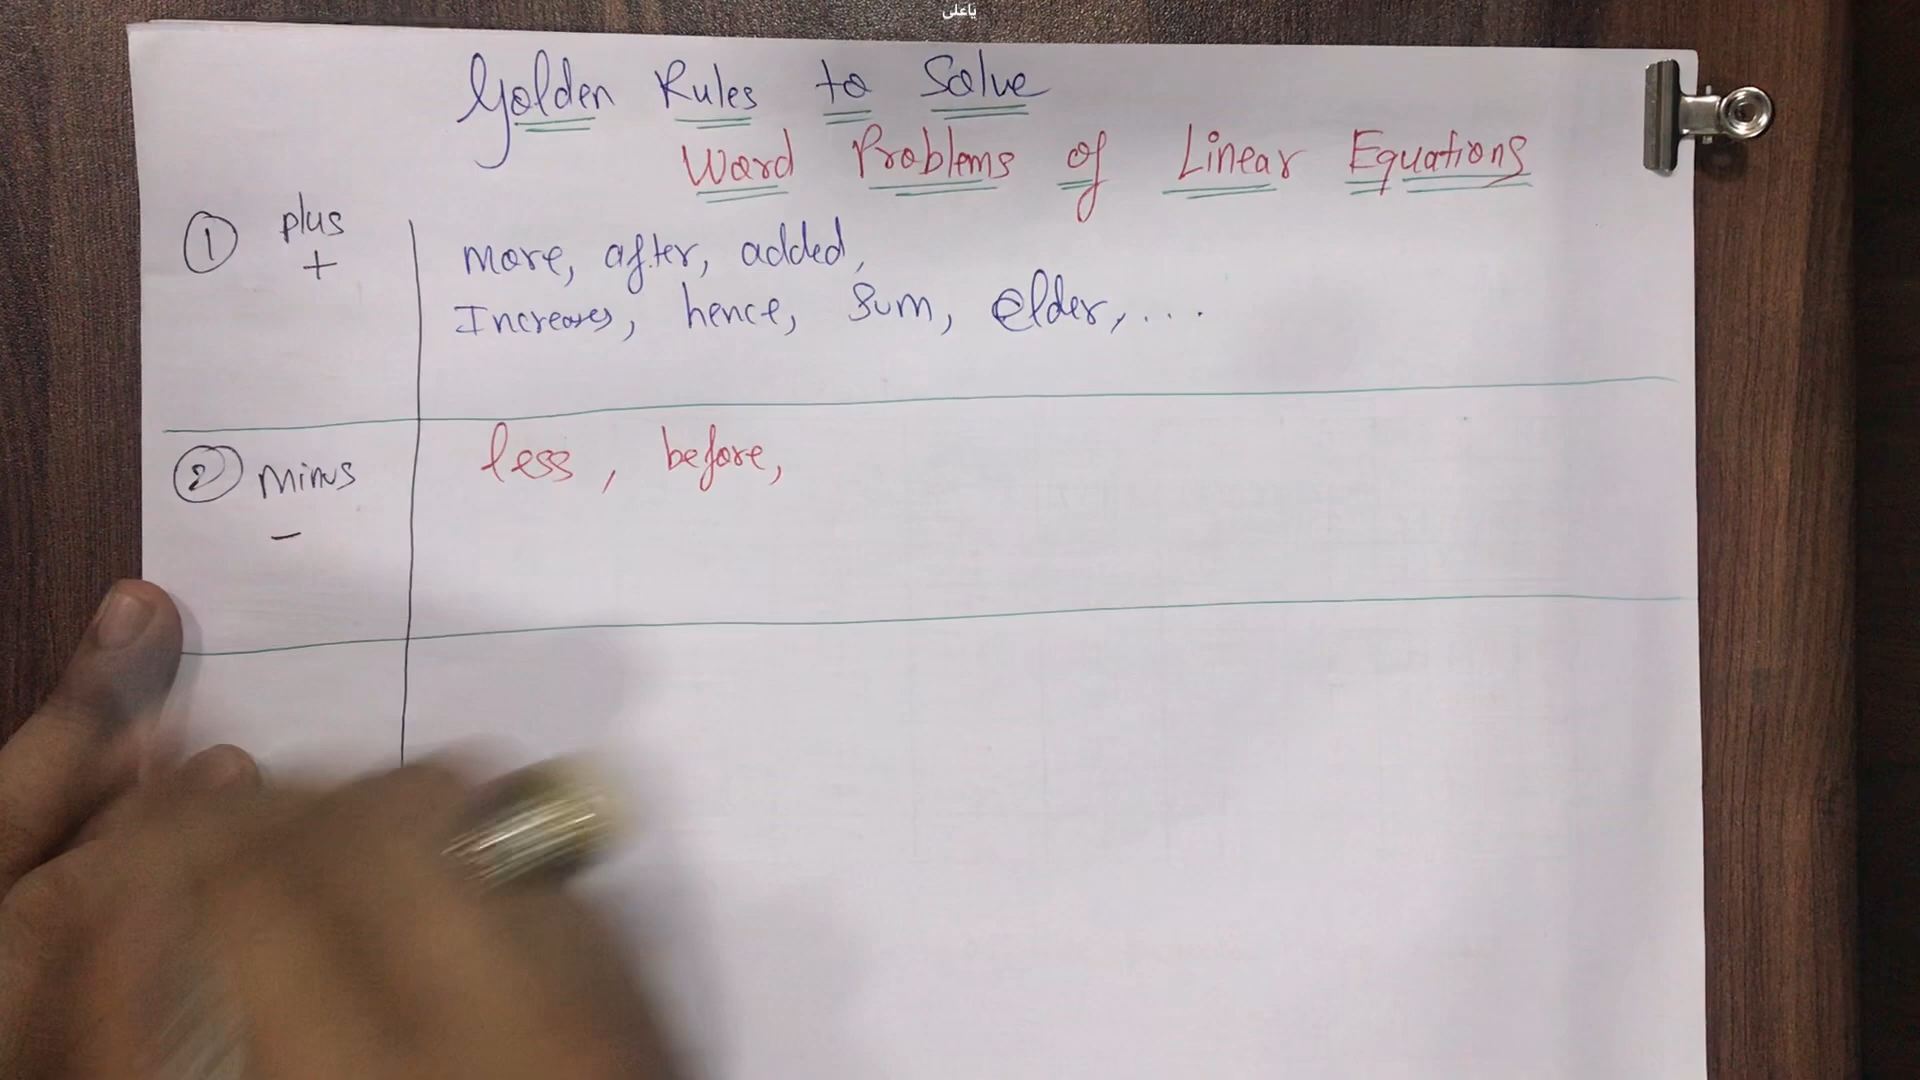 ياعلى
Golden Rules to Solve
Word Problems of Linear Equations
① plus
+
more, after, added,
Increases, hence, Sum, elder, ....
② minus
-
less, before,